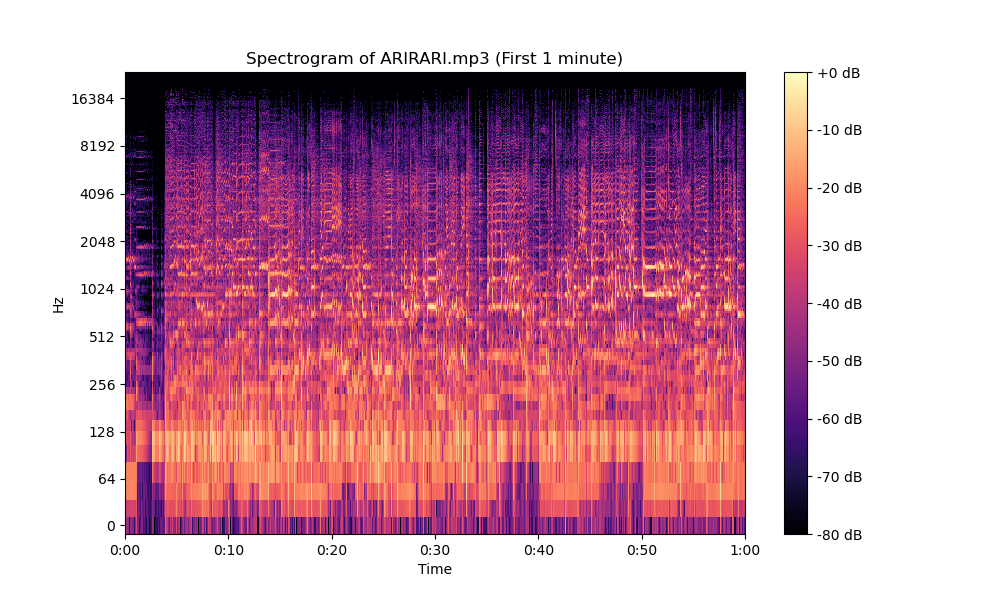 Spectrogram of ARIRARI.mp3 (First 1 minute)
Hz
16384
8192
4096
2048
1024
512
256
128
64
0
0:00 0:10 0:20 0:30 0:40 0:50 1:00
Time
+0 dB
-10 dB
-20 dB
-30 dB
-40 dB
-50 dB
-60 dB
-70 dB
-80 dB